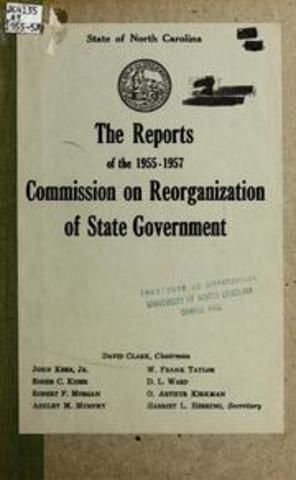 State of North Carolina
The Reports
of the 1955-1957
Commission on Reorganization
of State Government
INSTITUTE OF
UNIVERSITY OF NORTH CAROLINA
CHAPEL HILL
DAVID CLARK, Chairman
JOHN KERR, JR.
W. FRANK TAYLOR
ROGER C. KISER
D. L. WARD
ROBERT F. MORGAN
O. ARTHUR KIRKMAN
ASHLEY M. MURPHY
HARRIET L. HERRING, Secretary